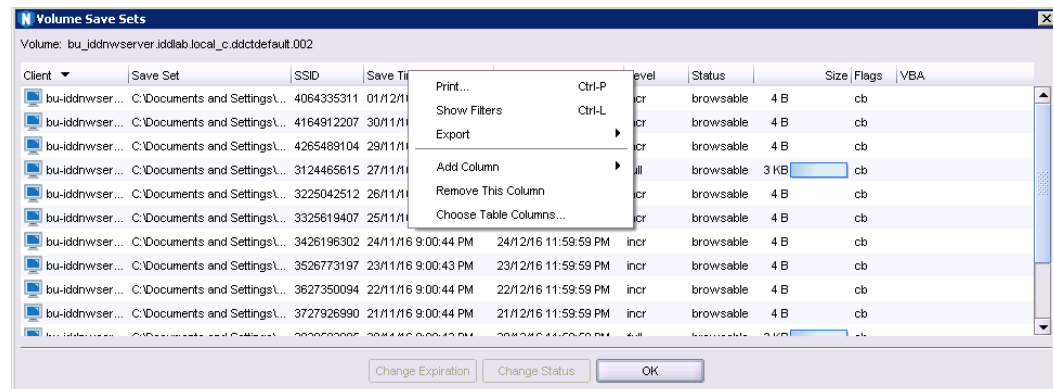 N Volume Save Sets
Volume: bu_iddnwserver.iddlab.local_c.ddctdefault.002
Client Save Set SSID Save Ti evel Status Size Flags VBA
Print... Ctrl-P
Show Filters Ctrl-L
Export
Add Column
Remove This Column
Choose Table Columns...
bu-iddnwser... C:\Documents and Settings\... 4064335311 01/12/1 ncr browsable 4 B cb
bu-iddnwser... C:\Documents and Settings\... 4164912207 30/11/1 ncr browsable 4 B cb
bu-iddnwser... C:\Documents and Settings\... 4265489104 29/11/1 ncr browsable 4 B cb
bu-iddnwser... C:\Documents and Settings\... 3124465615 27/11/1 ull browsable 3 KB cb
bu-iddnwser... C:\Documents and Settings\... 3225042512 26/11/1 ncr browsable 4 B cb
bu-iddnwser... C:\Documents and Settings\... 3325619407 25/11/1 ncr browsable 4 B cb
bu-iddnwser... C:\Documents and Settings\... 3426196302 24/11/16 9:00:44 PM 24/12/16 11:59:59 PM incr browsable 4 B cb
bu-iddnwser... C:\Documents and Settings\... 3526773197 23/11/16 9:00:43 PM 23/12/16 11:59:59 PM incr browsable 4 B cb
bu-iddnwser... C:\Documents and Settings\... 3627350094 22/11/16 9:00:44 PM 22/12/16 11:59:59 PM incr browsable 4 B cb
bu-iddnwser... C:\Documents and Settings\... 3727926990 21/11/16 9:00:44 PM 21/12/16 11:59:59 PM incr browsable 4 B cb
Change Expiration Change Status OK